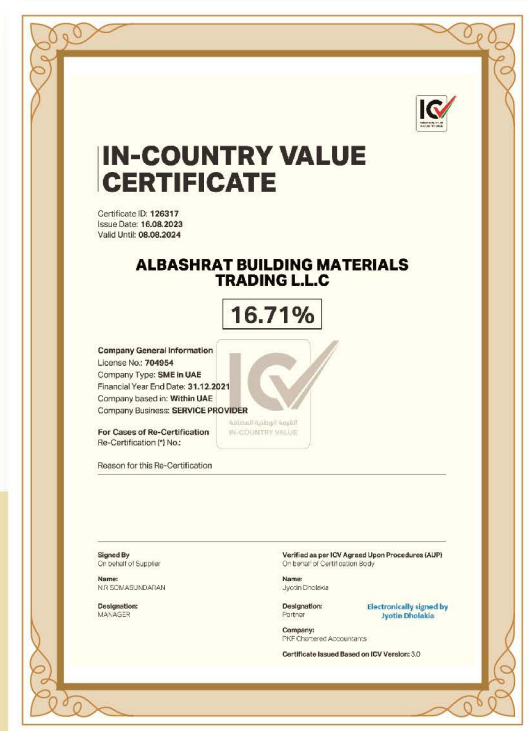 IN-COUNTRY VALUE
CERTIFICATE
Certificate ID: 126317
Issue Date: 16.08.2023
Valid Until: 08.08.2024
ALBASHRAT BUILDING MATERIALS
TRADING L.L.C
16.71%
Company General Information
License No.: 704954
Company Type: SME in UAE
Financial Year End Date: 31.12.2021
Company based in: Within UAE
Company Business: SERVICE PROVIDER
القيمة الوطنية المضافة
IN-COUNTRY VALUE
For Cases of Re-Certification
Re-Certification (*) No.:
Reason for this Re-Certification
Signed By
On behalf of Supplier
Name:
N.R SOMASUNDARAN
Designation:
MANAGER
Verified as per ICV Agreed Upon Procedures (AUP)
On behalf of Certification Body
Name:
Jyotin Dholakia
Designation:
Partner
Electronically signed by
Jyotin Dholakia
Company:
PKF Chartered Accountants
Certificate Issued Based on ICV Version: 3.0